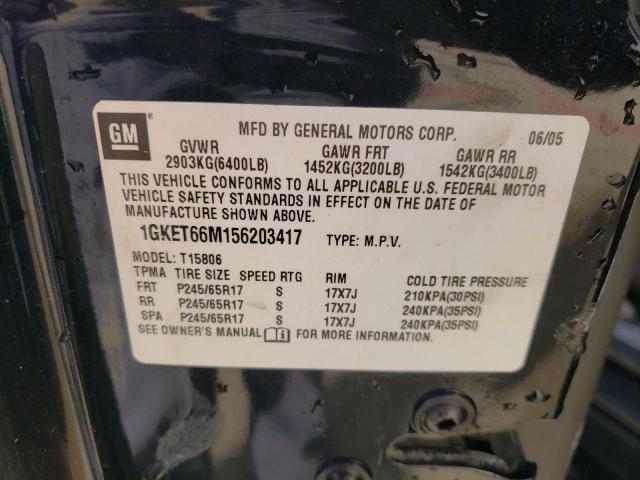 GM
MFD BY GENERAL MOTORS CORP. 06/05
GVWR GAWR FRT GAWR RR
2903KG(6400LB) 1452KG(3200LB) 1542KG(3400LB)
THIS VEHICLE CONFORMS TO ALL APPLICABLE U.S. FEDERAL MOTOR
VEHICLE SAFETY STANDARDS IN EFFECT ON THE DATE OF
MANUFACTURE SHOWN ABOVE.
1GKET66M156203417 TYPE: M.P.V.
MODEL: T15806
TPMA TIRE SIZE SPEED RTG RIM COLD TIRE PRESSURE
FRT P245/65R17 S 17X7J 210KPA(30PSI)
RR P245/65R17 S 17X7J 240KPA(35PSI)
SPA P245/65R17 S 17X7J 240KPA(35PSI)
SEE OWNER'S MANUAL FOR MORE INFORMATION.